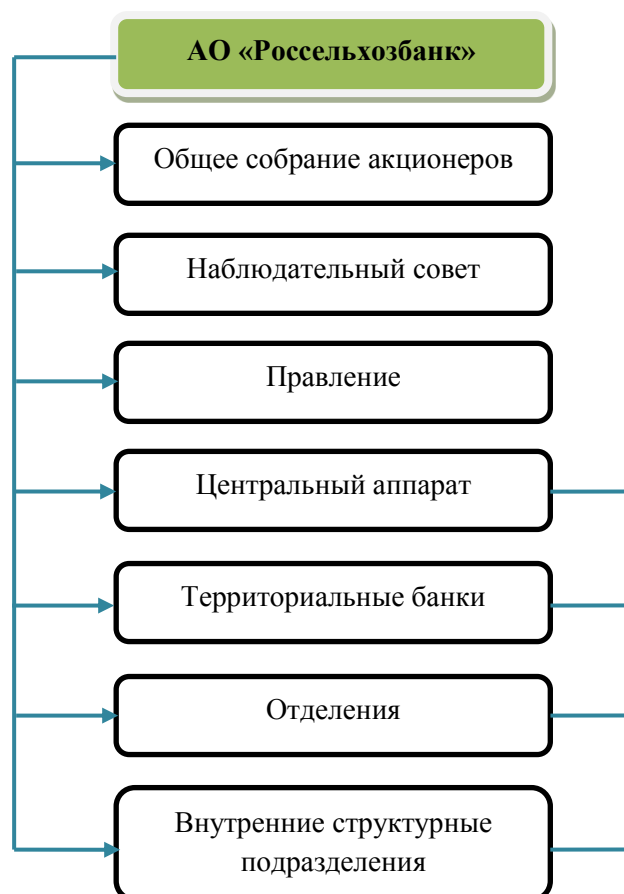 АО «Россельхозбанк»
Общее собрание акционеров
Наблюдательный совет
Правление
Центральный аппарат
Территориальные банки
Отделения
Внутренние структурные
подразделения